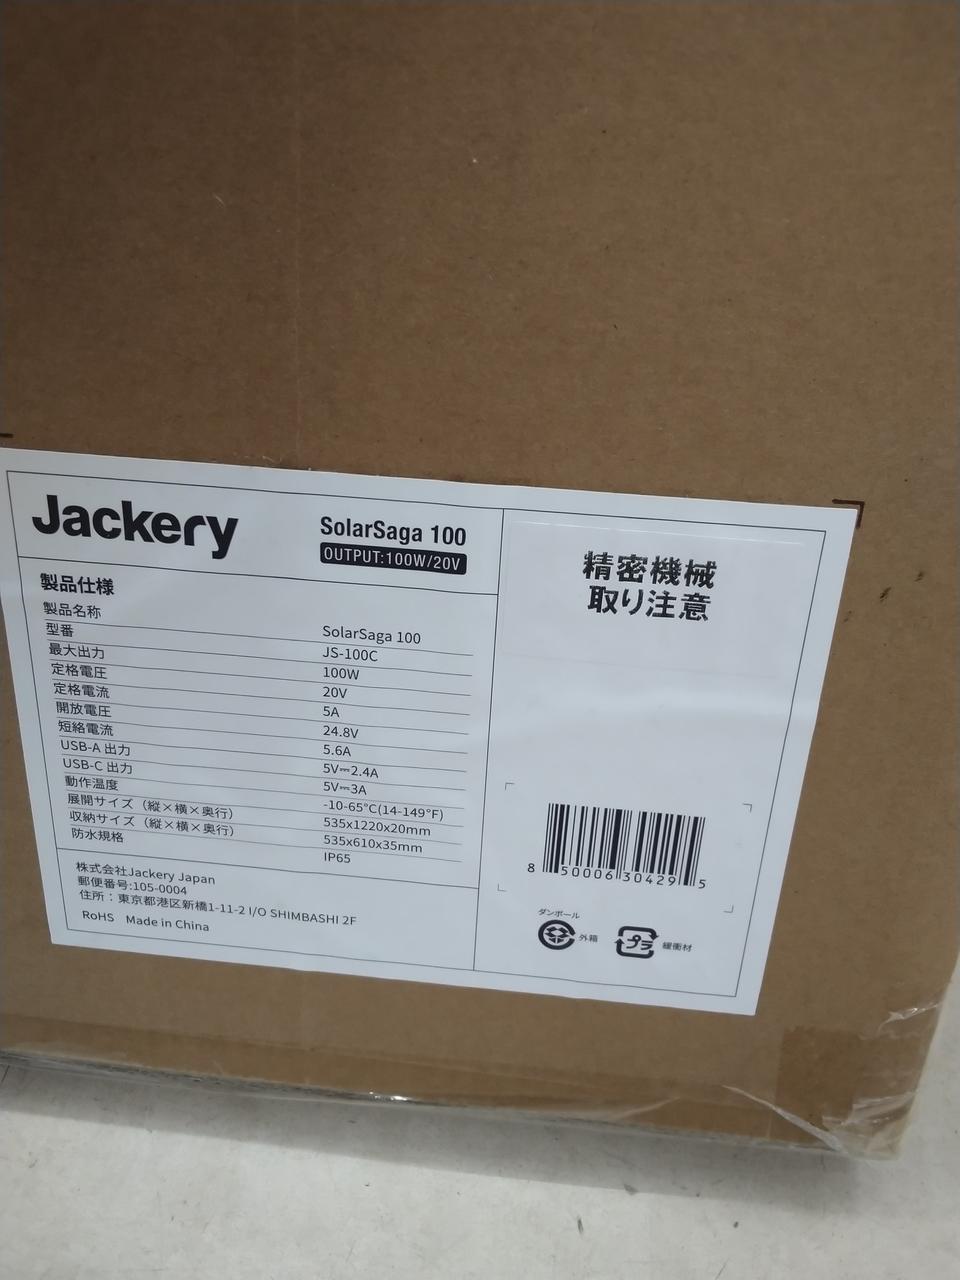 Jackery
SolarSaga 100
OUTPUT:100W/20V
製品仕様
製品名称 SolarSaga 100
型番 JS-100C
最大出力 100W
定格電圧 20V
定格電流 5A
開放電圧 24.8V
短絡電流 5.6A
USB-A 出力 5V⎓2.4A
USB-C 出力 5V⎓3A
動作温度 -10-65°C(14-149°F)
展開サイズ（縦×横×奥行） 535x1220x20mm
収納サイズ（縦×横×奥行） 535x610x35mm
防水規格 IP65
株式会社Jackery Japan
郵便番号:105-0004
住所：東京都港区新橋1-11-2 I/O SHIMBASHI 2F
RoHS Made in China
精密機械
取り注意
8 50006 30429 5
ダンボール
外箱
プラ
緩衝材